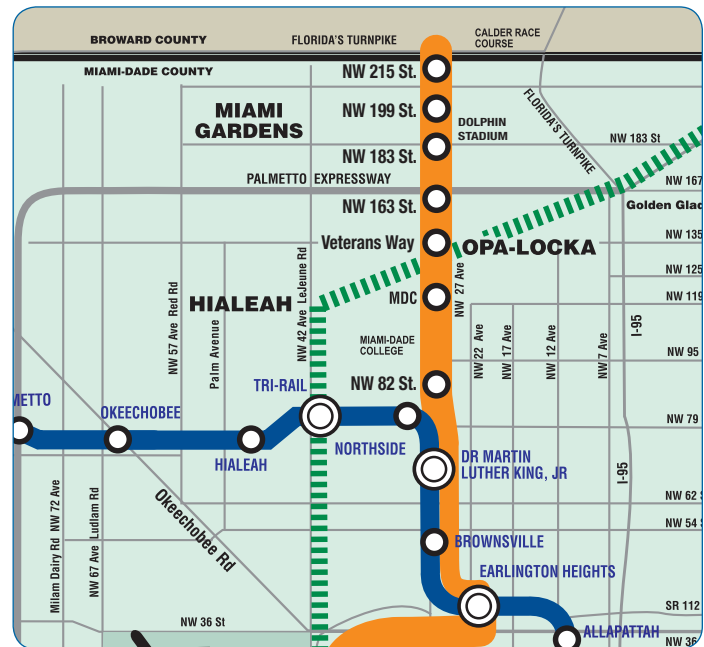 BROWARD COUNTY
FLORIDA'S TURNPIKE
CALDER RACE
COURSE
MIAMI-DADE COUNTY
NW 215 St.
MIAMI
GARDENS
NW 199 St.
DOLPHIN
STADIUM
FLORIDA'S TURNPIKE
NW 183 St
NW 183 St.
PALMETTO EXPRESSWAY
NW 167
NW 163 St.
Golden Glad
Veterans Way
OPA-LOCKA
NW 135
NW 125
HIALEAH
MDC
NW 119
NW 57 Ave Red Rd
Palm Avenue
NW 42 Ave LeJeune Rd
NW 27 Ave
NW 22 Ave
NW 17 Ave
NW 12 Ave
NW 7 Ave
I-95
MIAMI-DADE
COLLEGE
NW 95
TRI-RAIL
NW 82 St.
METTO
OKEECHOBEE
NW 79
HIALEAH
NORTHSIDE
DR MARTIN
LUTHER KING, JR
I-95
NW 62 S
Milam Dairy Rd NW 72 Ave
NW 67 Ave Ludlam Rd
Okeechobee Rd
NW 54 S
BROWNSVILLE
EARLINGTON HEIGHTS
SR 112
NW 36 St
ALLAPATTAH
NW 36